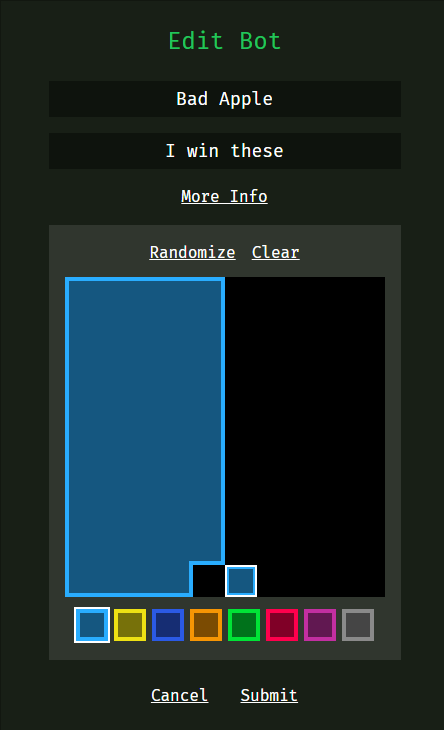 Edit Bot
Bad Apple
I win these
More Info
Randomize Clear
Cancel Submit